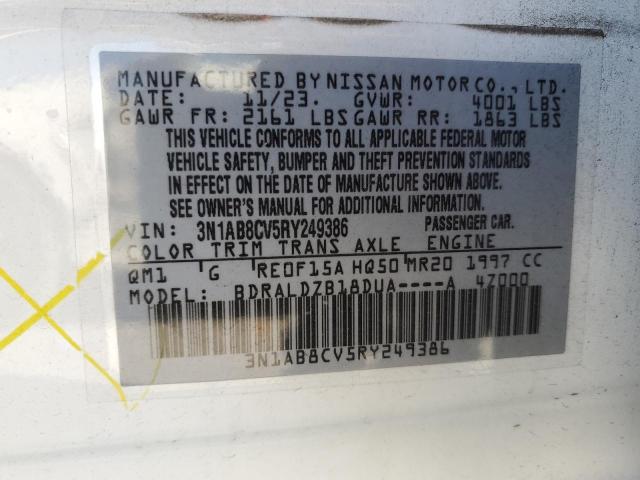 MANUFACTURED BY NISSAN MOTOR CO., LTD.
DATE: 11/23. GVWR: 4001 LBS
GAWR FR: 2161 LBS GAWR RR: 1863 LBS
THIS VEHICLE CONFORMS TO ALL APPLICABLE FEDERAL MOTOR
VEHICLE SAFETY, BUMPER AND THEFT PREVENTION STANDARDS
IN EFFECT ON THE DATE OF MANUFACTURE SHOWN ABOVE.
SEE OWNER'S MANUAL FOR ADDITIONAL INFORMATION.
VIN: 3N1AB8CV5RY249386 PASSENGER CAR.
COLOR TRIM TRANS AXLE ENGINE
QM1 G RE0F15A HQ50 MR20 1997 CC
MODEL: BDRALDZB18DUA----A 47000
3N1AB8CV5RY249386